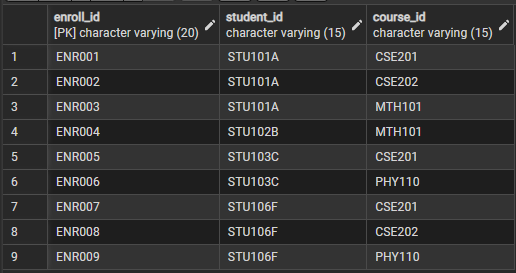 enroll_id student_id course_id
[PK] character varying (20) character varying (15) character varying (15)
1 ENR001 STU101A CSE201
2 ENR002 STU101A CSE202
3 ENR003 STU101A MTH101
4 ENR004 STU102B MTH101
5 ENR005 STU103C CSE201
6 ENR006 STU103C PHY110
7 ENR007 STU106F CSE201
8 ENR008 STU106F CSE202
9 ENR009 STU106F PHY110